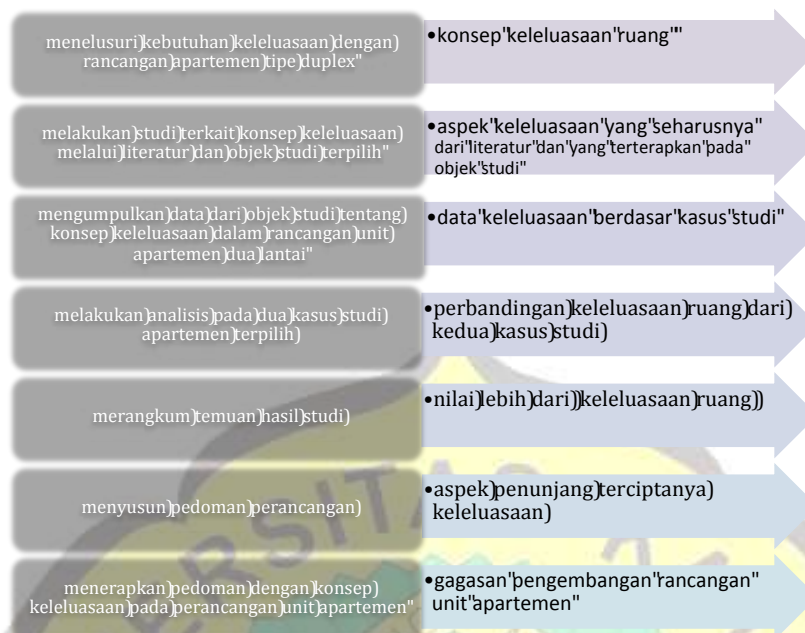 menelusuri)kebutuhan)keleluasaan)dengan)
rancangan)apartemen)tipe)duplex"
•konsep"keleluasaan"ruang""
melakukan)studi)terkait)konsep)keleluasaan)
melalui)literatur)dan)objek)studi)terpilih"
•aspek"keleluasaan"yang"seharusnya"
dari"literatur"dan"yang"terterapkan"pada"
objek"studi"
mengumpulkan)data)dari)objek)studi)tentang)
konsep)keleluasaan)dalam)rancangan)unit)
apartemen)dua)lantai"
•data"keleluasaan"berdasar"kasus"studi"
melakukan)analisis)pada)dua)kasus)studi)
apartemen)terpilih)
•perbandingan)keleluasaan)ruang)dari)
kedua)kasus)studi)
merangkum)temuan)hasil)studi)
•nilai)lebih)dari))keleluasaan)ruang))
menyusun)pedoman)perancangan)
•aspek)penunjang)terciptanya)
keleluasaan)
menerapkan)pedoman)dengan)konsep)
keleluasaan)pada)perancangan)unit)apartemen"
•gagasan"pengembangan"rancangan"
unit"apartemen"